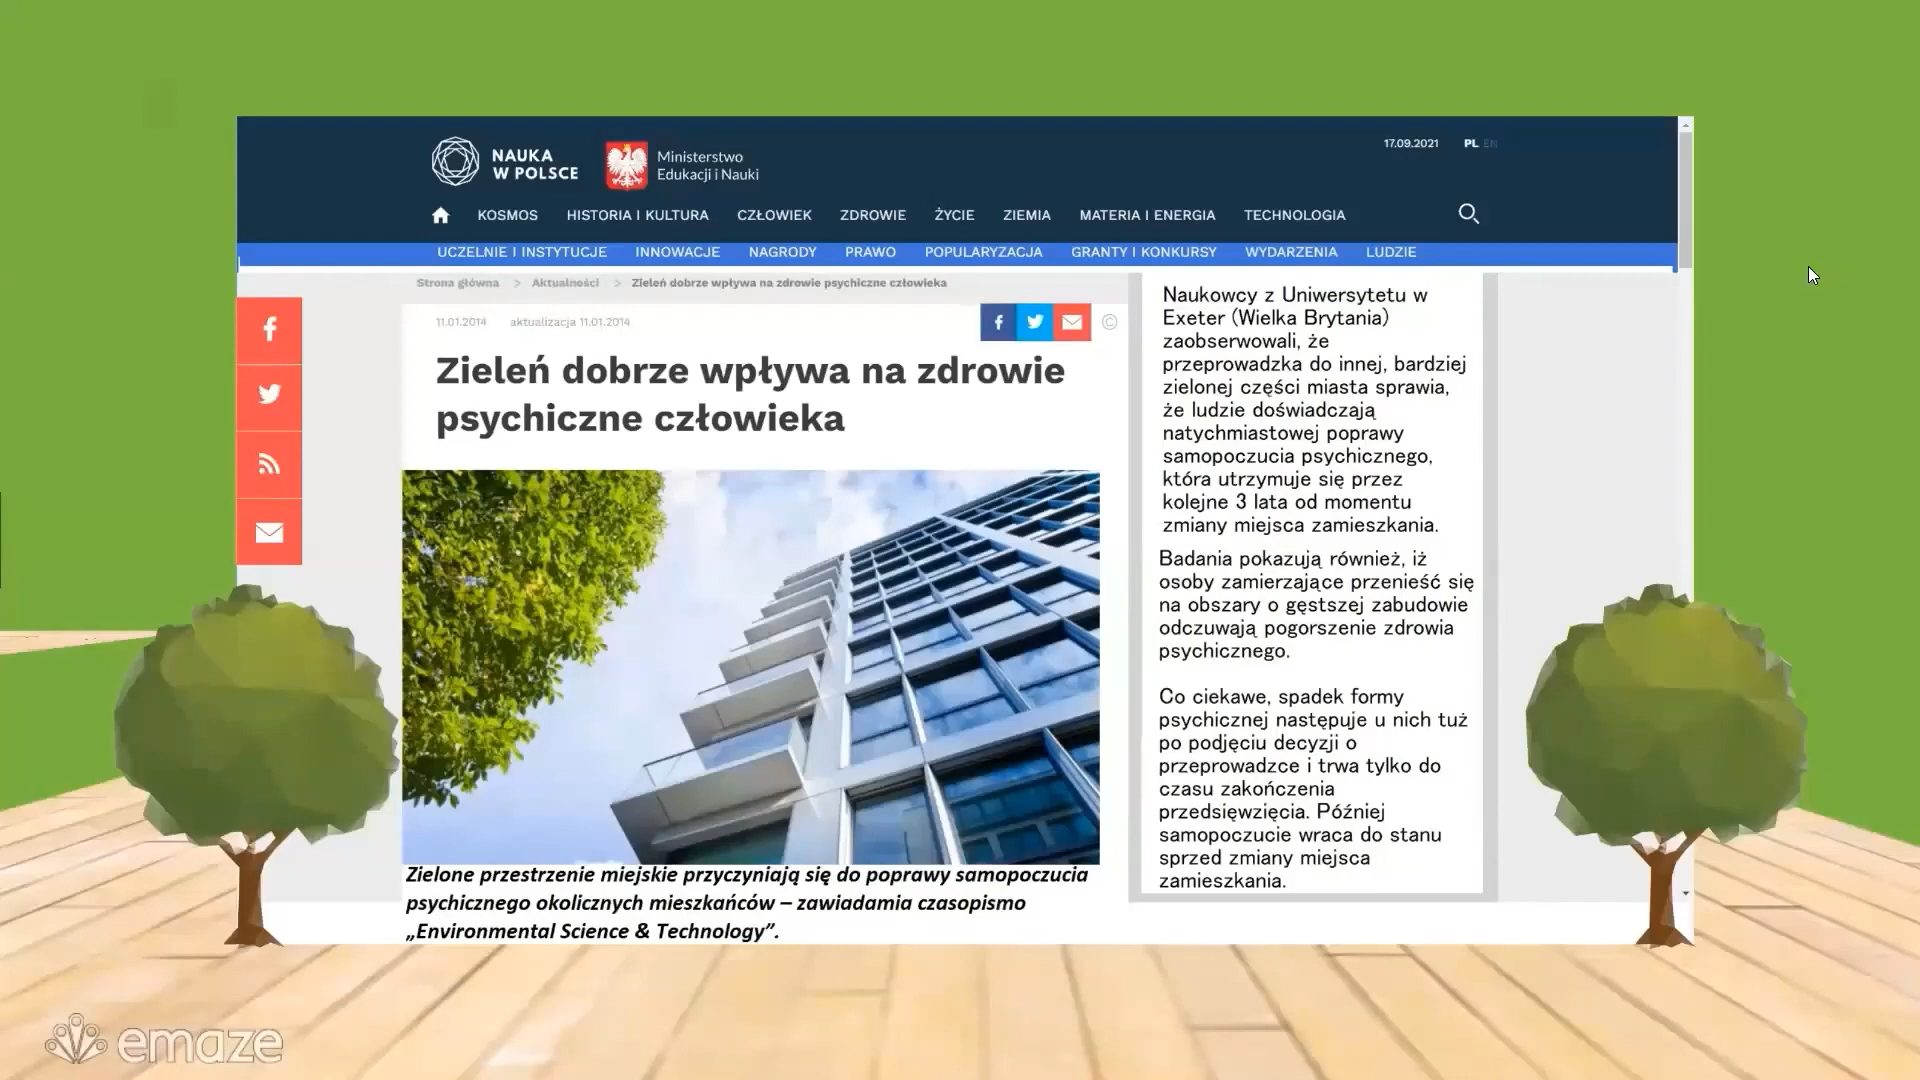 NAUKA
W POLSCE
Ministerstwo
Edukacji i Nauki
17.09.2021 PL EN
KOSMOS HISTORIA I KULTURA CZŁOWIEK ZDROWIE ŻYCIE ZIEMIA MATERIA I ENERGIA TECHNOLOGIA
UCZELNIE I INSTYTUCJE INNOWACJE NAGRODY PRAWO POPULARYZACJA GRANTY I KONKURSY WYDARZENIA LUDZIE
Strona główna > Aktualności > Zieleń dobrze wpływa na zdrowie psychiczne człowieka
11.01.2014 aktualizacja 11.01.2014
©
Zieleń dobrze wpływa na zdrowie
psychiczne człowieka
Zielone przestrzenie miejskie przyczyniają się do poprawy samopoczucia
psychicznego okolicznych mieszkańców – zawiadamia czasopismo
„Environmental Science & Technology”.
Naukowcy z Uniwersytetu w
Exeter (Wielka Brytania)
zaobserwowali, że
przeprowadzka do innej, bardziej
zielonej części miasta sprawia,
że ludzie doświadczają
natychmiastowej poprawy
samopoczucia psychicznego,
która utrzymuje się przez
kolejne 3 lata od momentu
zmiany miejsca zamieszkania.
Badania pokazują również, iż
osoby zamierzające przenieść się
na obszary o gęstszej zabudowie
odczuwają pogorszenie zdrowia
psychicznego.
Co ciekawe, spadek formy
psychicznej następuje u nich tuż
po podjęciu decyzji o
przeprowadzce i trwa tylko do
czasu zakończenia
przedsięwzięcia. Później
samopoczucie wraca do stanu
sprzed zmiany miejsca
zamieszkania.
emaze